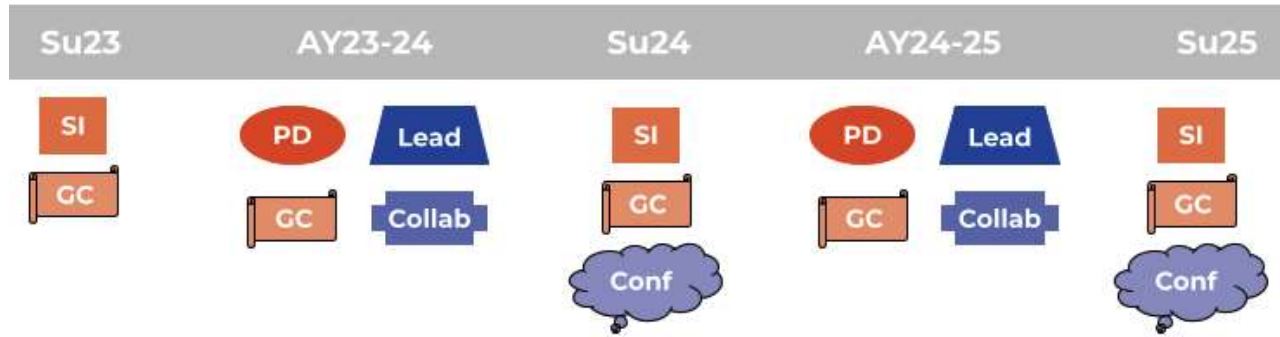 Su23 AY23-24 Su24 AY24-25 Su25
SI PD Lead SI PD Lead SI
GC GC Collab GC GC Collab GC
Conf Conf